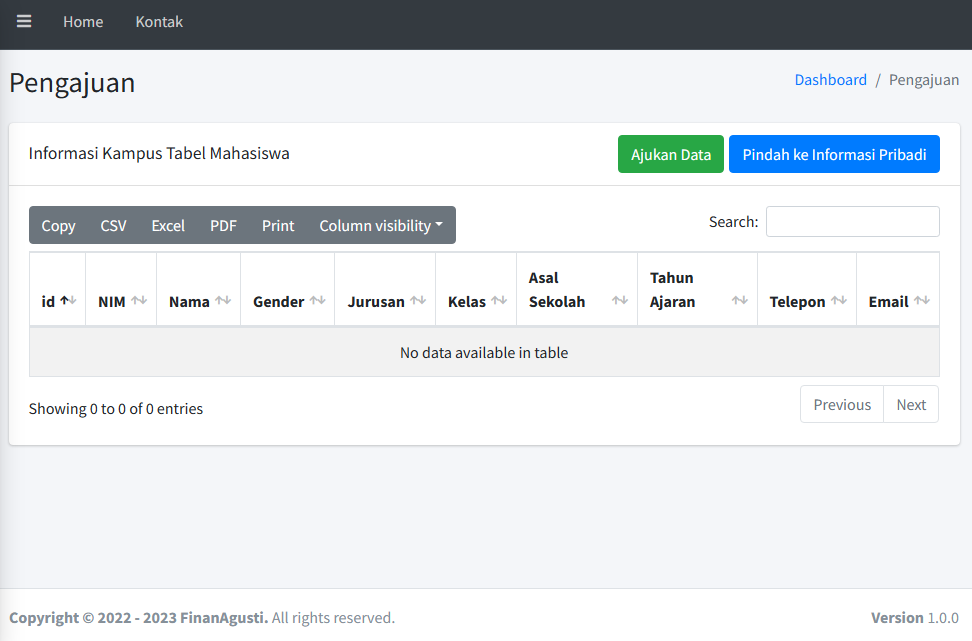 Home Kontak
Pengajuan
Dashboard / Pengajuan
Informasi Kampus Tabel Mahasiswa
Ajukan Data Pindah ke Informasi Pribadi
Copy CSV Excel PDF Print Column visibility
Search:
id NIM Nama Gender Jurusan Kelas Asal Sekolah Tahun Ajaran Telepon Email
No data available in table
Showing 0 to 0 of 0 entries
Previous Next
Copyright © 2022 - 2023 FinanAgusti. All rights reserved.
Version 1.0.0